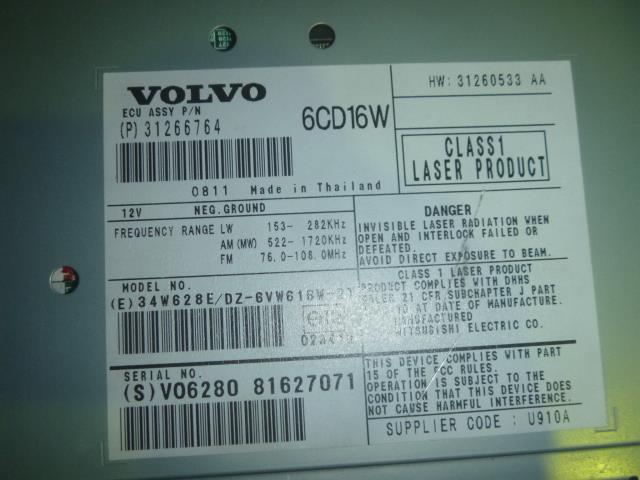 VOLVO
ECU ASSY P/N
(P) 31266764
6CD16W
0811 Made in Thailand
HW: 31260533 AA
CLASS1
LASER PRODUCT
12V NEG.GROUND
FREQUENCY RANGE LW 153- 282KHz
AM(MW) 522-1720KHz
FM 76.0-108.0MHz
DANGER
INVISIBLE LASER RADIATION WHEN
OPEN AND INTERLOCK FAILED OR
DEFEATED.
AVOID DIRECT EXPOSURE TO BEAM.
MODEL NO.
(E)34W628E/DZ-6VW616W-21
CLASS 1 LASER PRODUCT
PRODUCT COMPLIES WITH DHHS
RULES 21 CFR SUBCHAPTER J PART
AT DATE OF MANUFACTURE.
MANUFACTURED
MITSUBISHI ELECTRIC CO.
SERIAL NO.
(S)V06280 81627071
THIS DEVICE COMPLIES WITH PART
15 OF THE FCC RULES.
OPERATION IS SUBJECT TO THE
CONDITION THAT THIS DEVICE DOES
NOT CAUSE HARMFUL INTERFERENCE.
SUPPLIER CODE : U910A